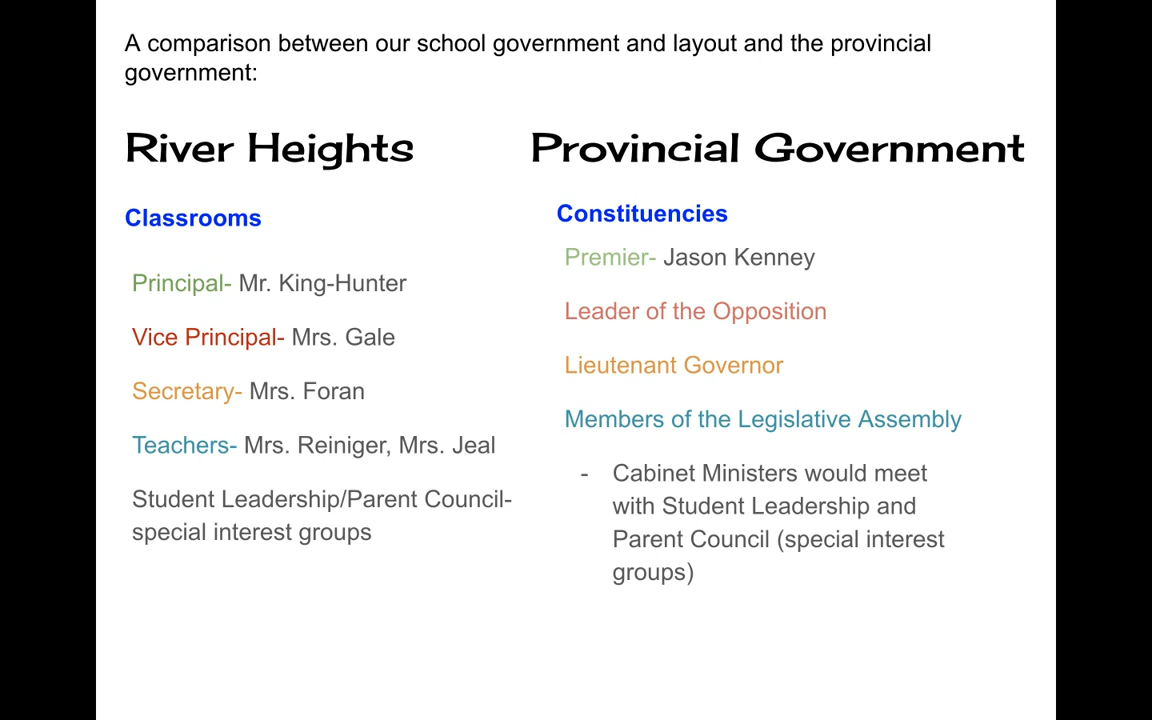 A comparison between our school government and layout and the provincial
government:
River Heights
Classrooms
Principal- Mr. King-Hunter
Vice Principal- Mrs. Gale
Secretary- Mrs. Foran
Teachers- Mrs. Reiniger, Mrs. Jeal
Student Leadership/Parent Council-
special interest groups
Provincial Government
Constituencies
Premier- Jason Kenney
Leader of the Opposition
Lieutenant Governor
Members of the Legislative Assembly
- Cabinet Ministers would meet
with Student Leadership and
Parent Council (special interest
groups)